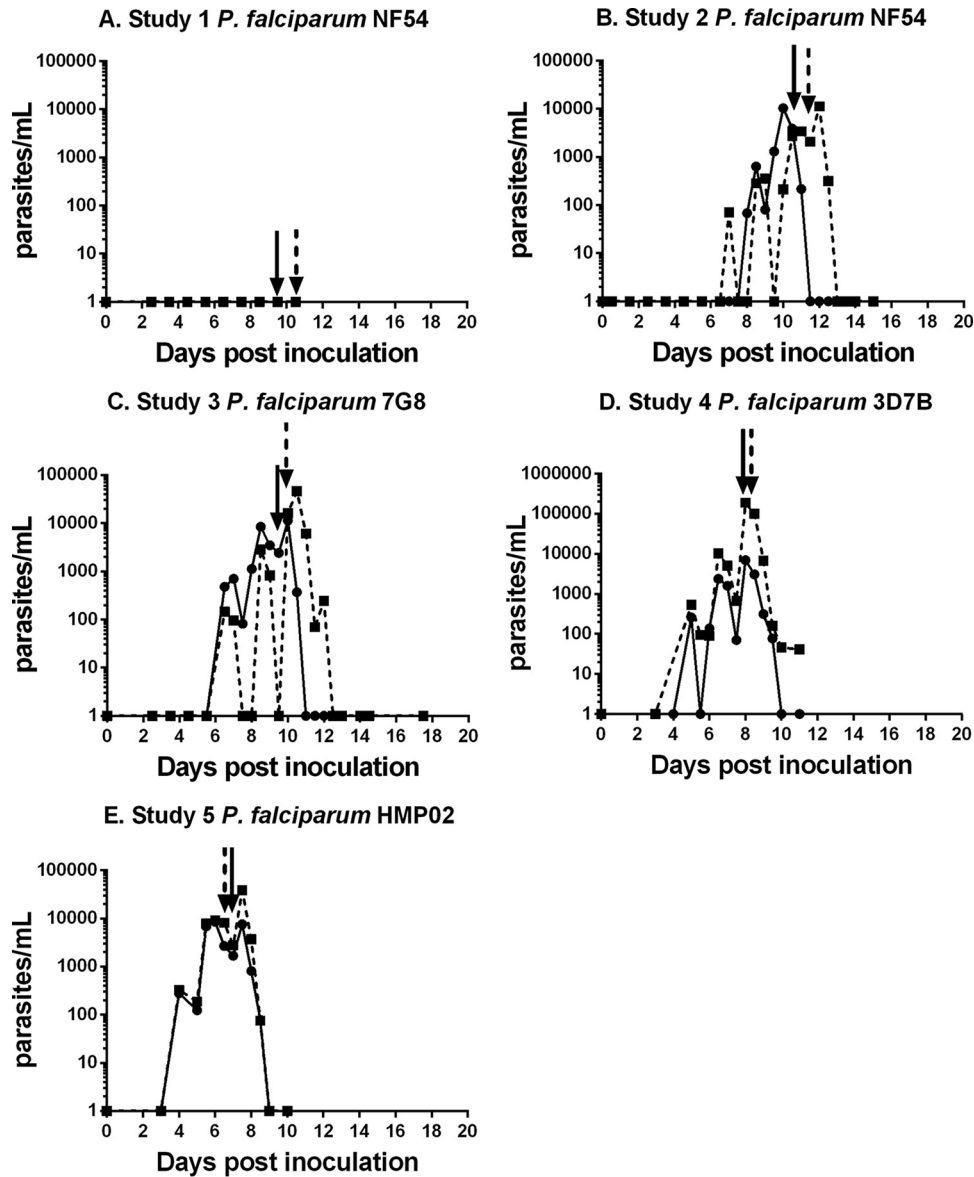 A. Study 1 P. falciparum NF54
parasites/mL
100000
10000
1000
100
10
1
0 2 4 6 8 10 12 14 16 18 20
Days post inoculation
B. Study 2 P. falciparum NF54
parasites/mL
100000
10000
1000
100
10
1
0 2 4 6 8 10 12 14 16 18 20
Days post inoculation
C. Study 3 P. falciparum 7G8
parasites/mL
100000
10000
1000
100
10
1
0 2 4 6 8 10 12 14 16 18 20
Days post inoculation
D. Study 4 P. falciparum 3D7B
parasites/mL
1000000
100000
10000
1000
100
10
1
0 2 4 6 8 10 12 14 16 18 20
Days post inoculation
E. Study 5 P. falciparum HMP02
parasites/mL
100000
10000
1000
100
10
1
0 2 4 6 8 10 12 14 16 18 20
Days post inoculation